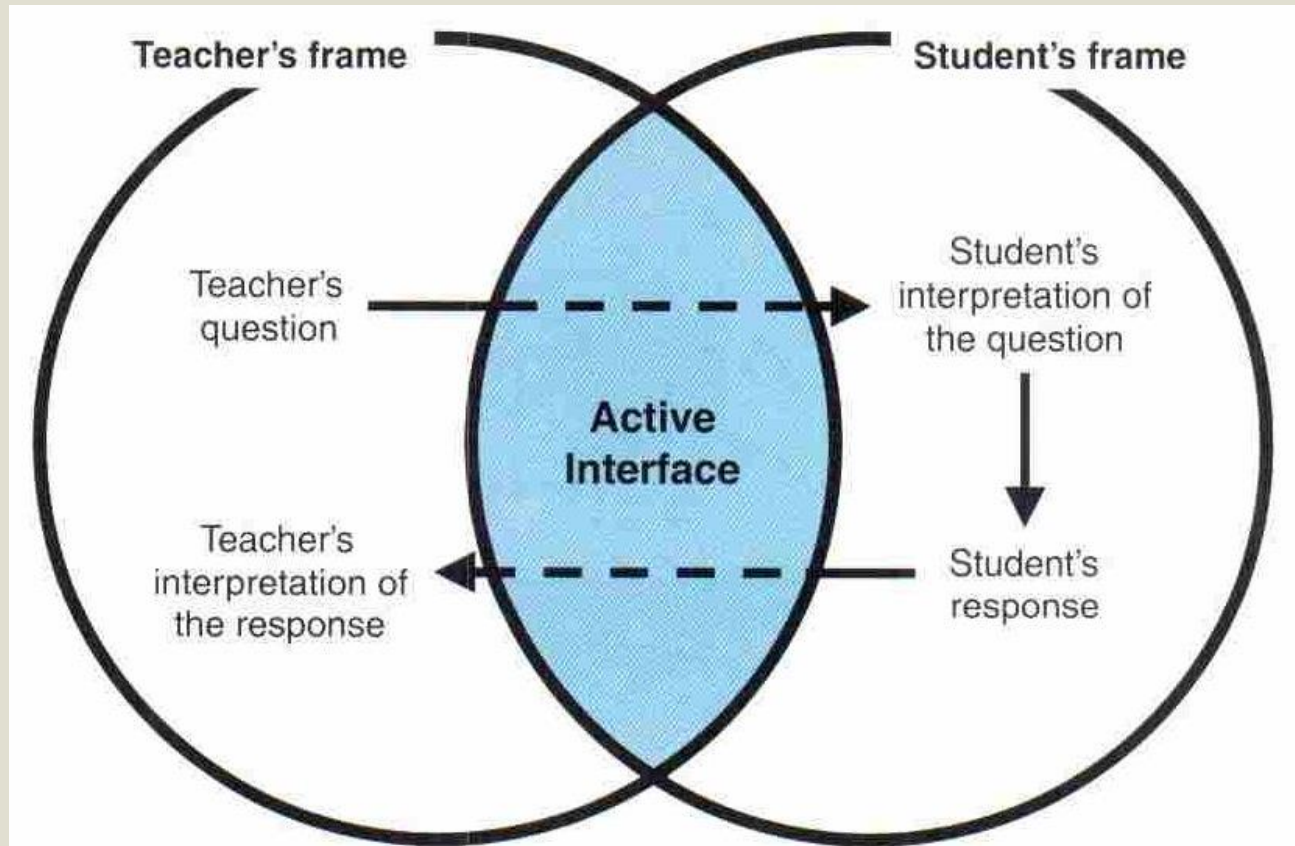 Teacher's frame
Student's frame
Teacher's
question
Student's
interpretation of
the question
Active
Interface
Teacher's
interpretation of
the response
Student's
response